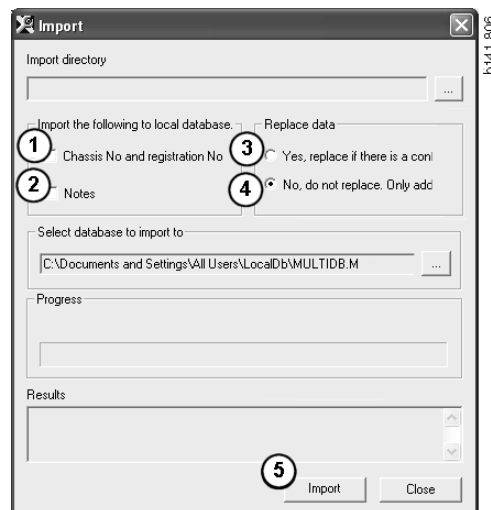 Import
Import directory
...
Import the following to local database.
Replace data
1
Chassis No and registration No
3
Yes, replace if there is a conf
2
Notes
4
No, do not replace. Only add
Select database to import to
C:\Documents and Settings\All Users\LocalDb\MULTIDB.M
...
Progress
Results
5
Import
Close
b141 806